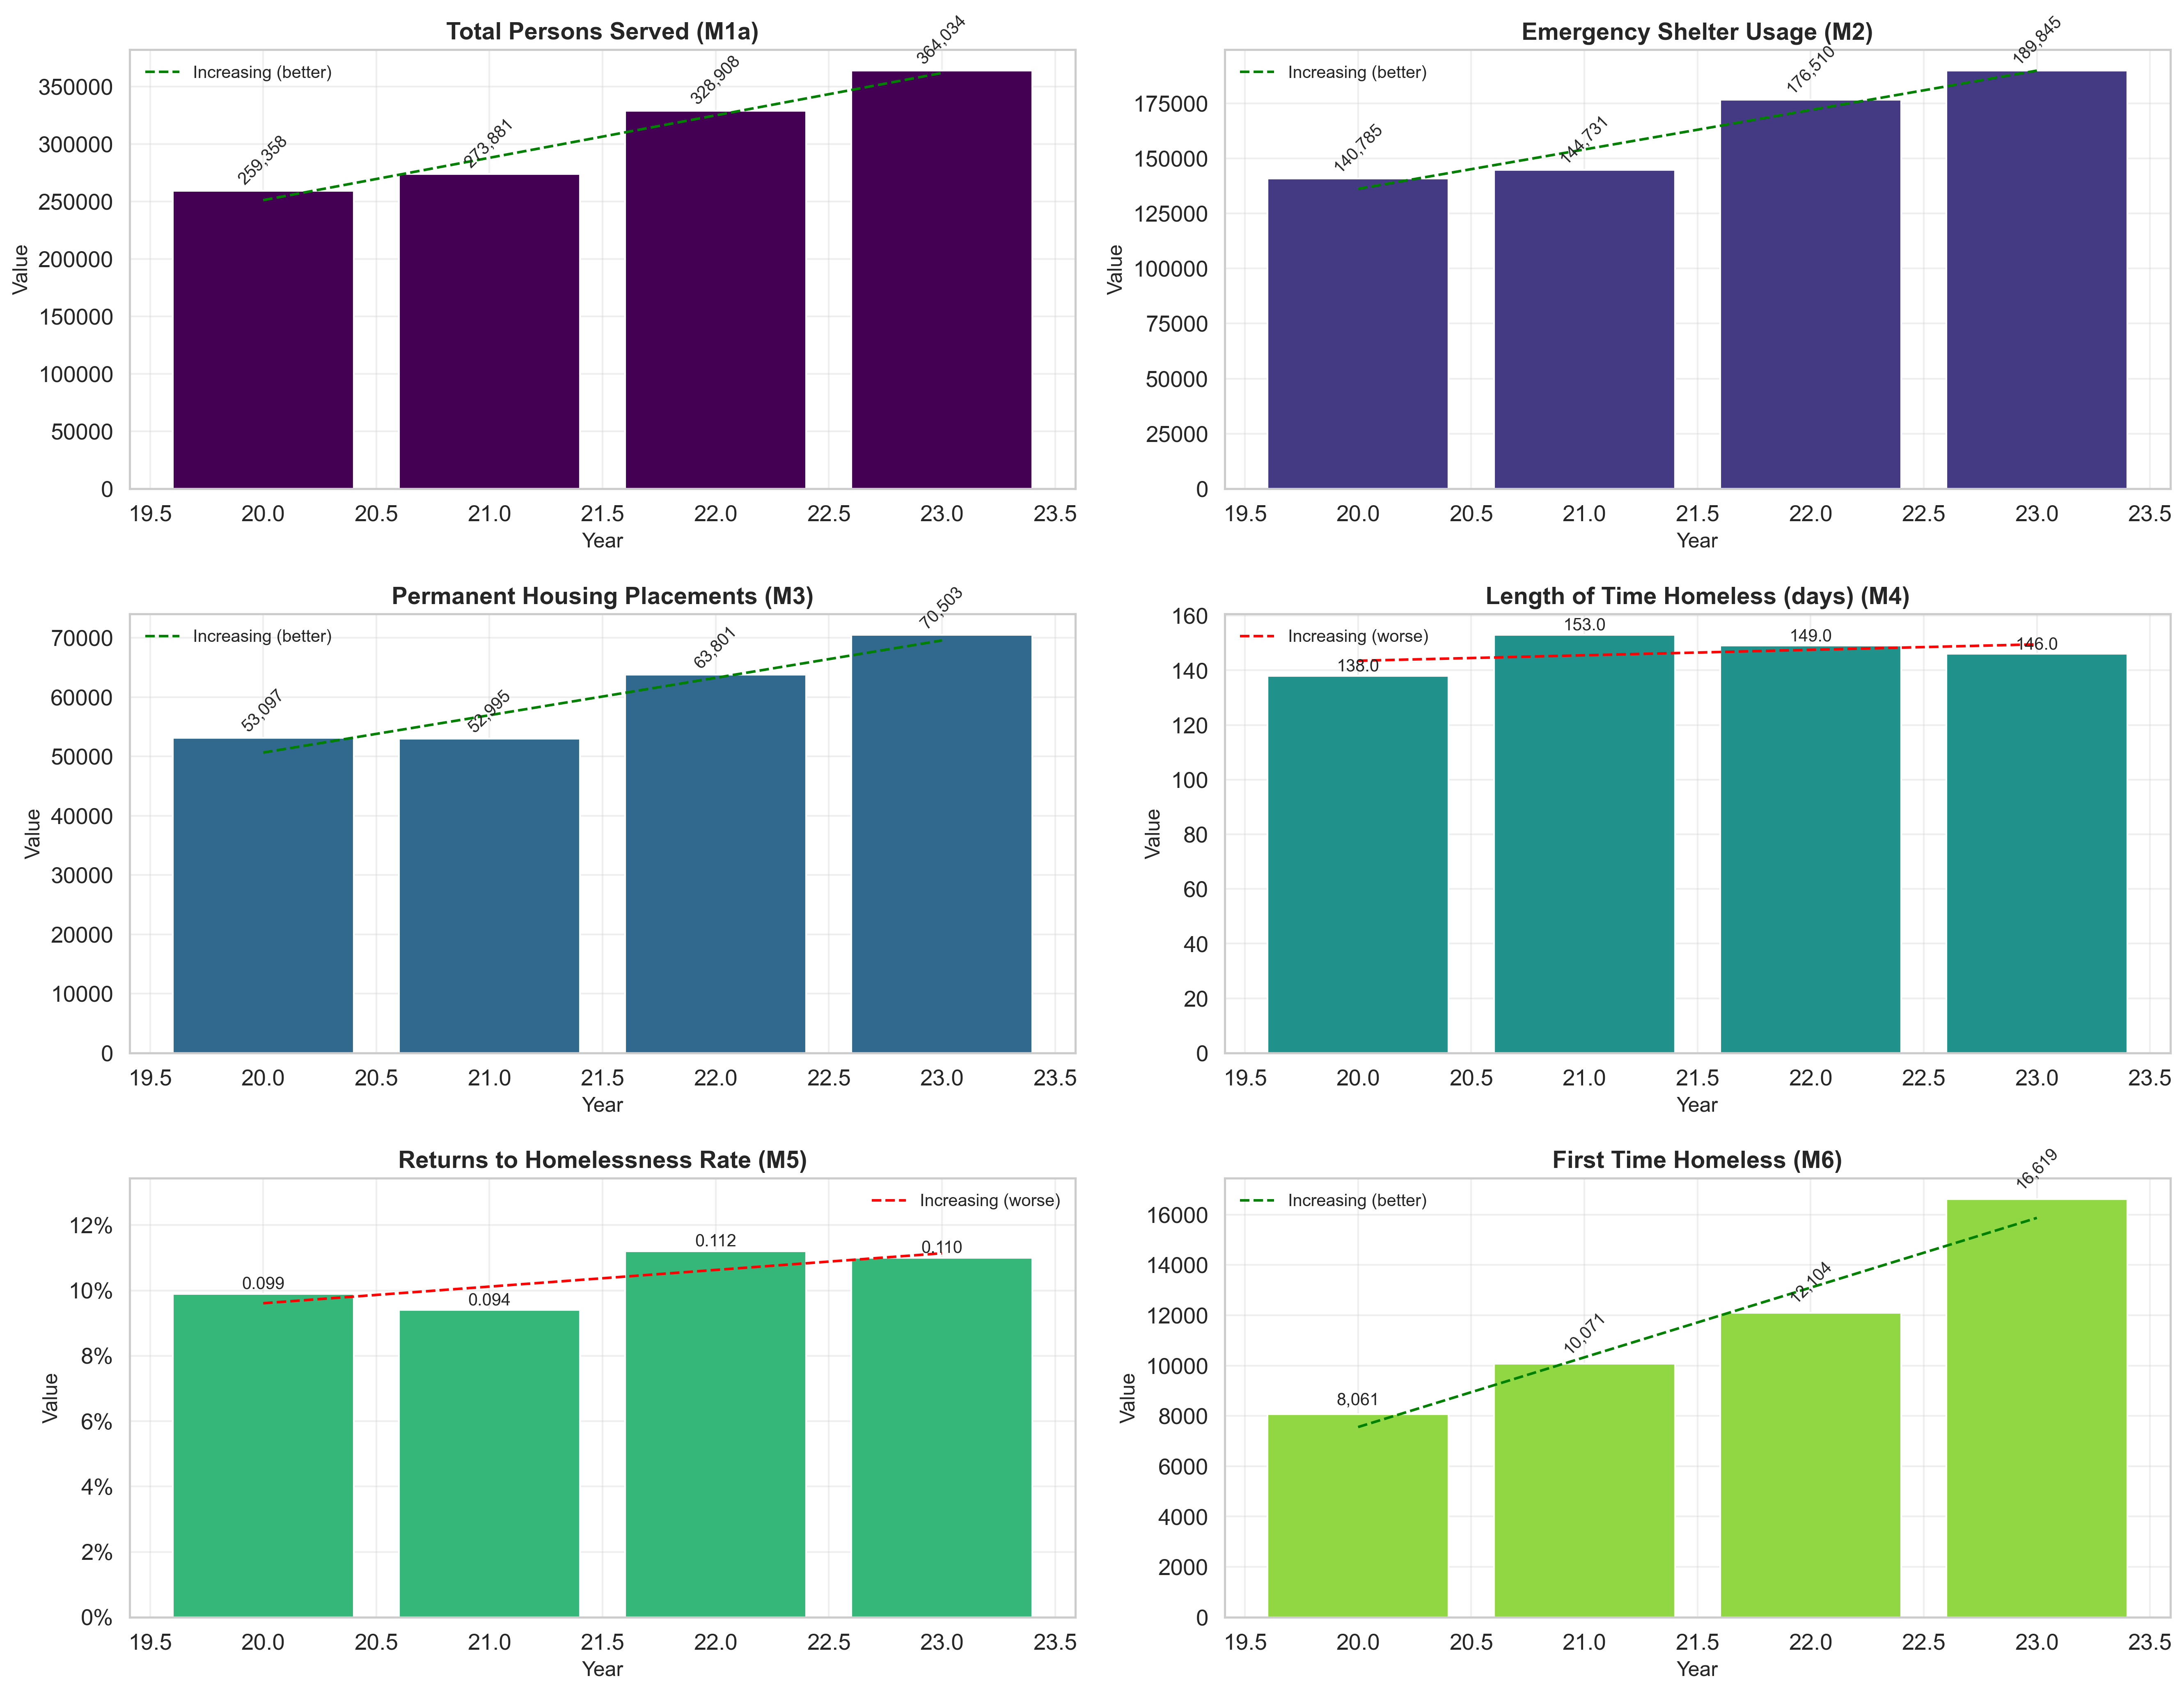 Total Persons Served (M1a)
Increasing (better)
259,358
273,881
328,908
364,034
350000
300000
250000
200000
150000
100000
50000
0
Value
19.5 20.0 20.5 21.0 21.5 22.0 22.5 23.0 23.5
Year
Emergency Shelter Usage (M2)
Increasing (better)
140,785
144,731
176,510
189,845
175000
150000
125000
100000
75000
50000
25000
0
Value
19.5 20.0 20.5 21.0 21.5 22.0 22.5 23.0 23.5
Year
Permanent Housing Placements (M3)
Increasing (better)
53,097
52,995
63,801
70,503
70000
60000
50000
40000
30000
20000
10000
0
Value
19.5 20.0 20.5 21.0 21.5 22.0 22.5 23.0 23.5
Year
Length of Time Homeless (days) (M4)
Increasing (worse)
138.0
153.0
149.0
146.0
160
140
120
100
80
60
40
20
0
Value
19.5 20.0 20.5 21.0 21.5 22.0 22.5 23.0 23.5
Year
Returns to Homelessness Rate (M5)
Increasing (worse)
0.099
0.094
0.112
0.110
12%
10%
8%
6%
4%
2%
0%
Value
19.5 20.0 20.5 21.0 21.5 22.0 22.5 23.0 23.5
Year
First Time Homeless (M6)
Increasing (better)
8,061
10,071
12,104
16,619
16000
14000
12000
10000
8000
6000
4000
2000
0
Value
19.5 20.0 20.5 21.0 21.5 22.0 22.5 23.0 23.5
Year